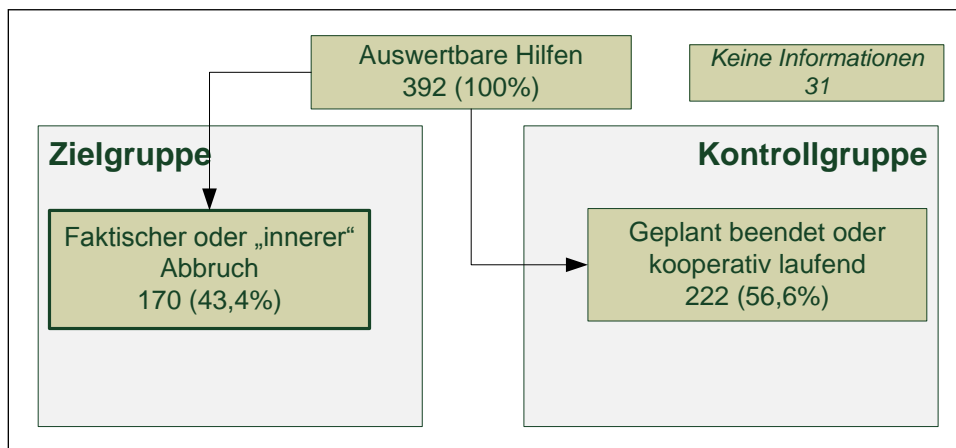 Auswertbare Hilfen
392 (100%)
Keine Informationen
31
Zielgruppe
Faktischer oder „innerer“
Abbruch
170 (43,4%)
Kontrollgruppe
Geplant beendet oder
kooperativ laufend
222 (56,6%)